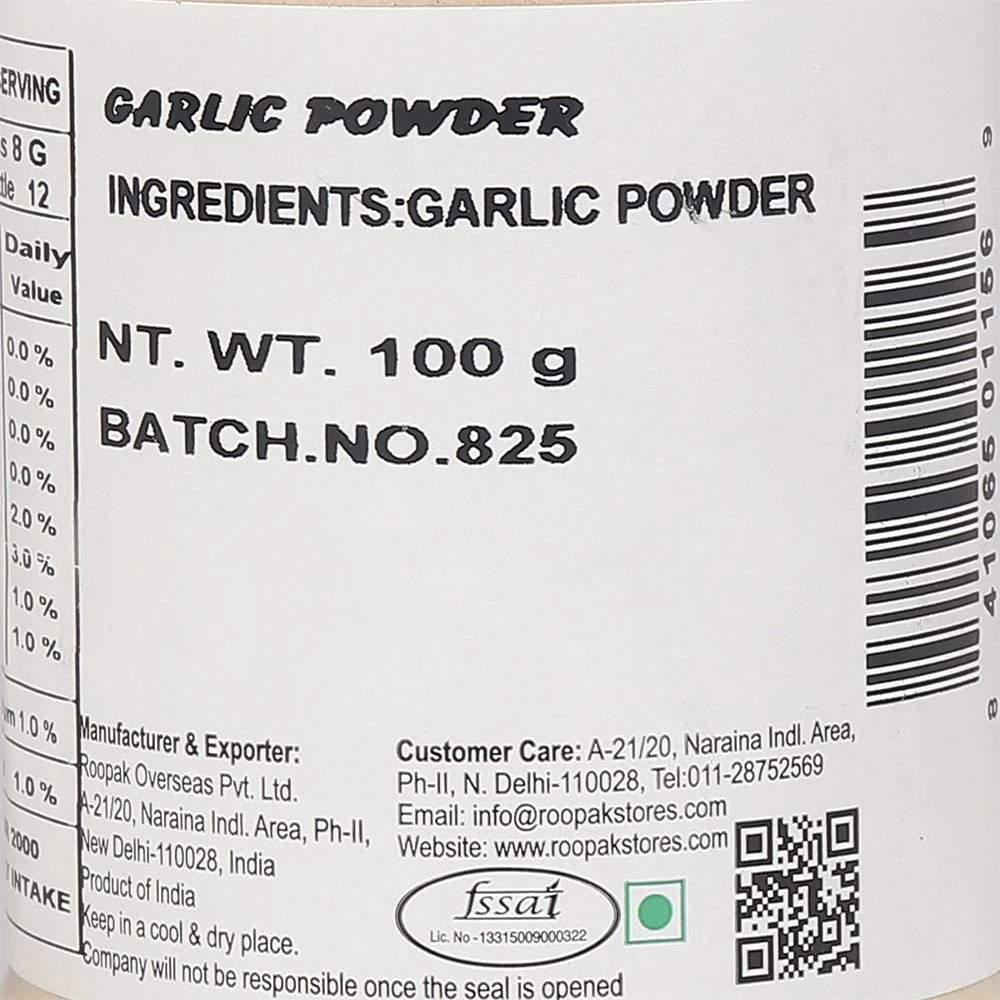 ERVING
s 8 G
12
Daily
Value
0.0 %
0.0 %
0.0 %
0.0 %
2.0 %
3.0 %
1.0 %
1.0 %
1.0 %
1.0 %
2000
INTAKE
GARLIC POWDER
INGREDIENTS:GARLIC POWDER
NT. WT. 100 g
BATCH.NO.825
Manufacturer & Exporter:
Roopak Overseas Pvt. Ltd.
A-21/20, Naraina Indl. Area, Ph-II,
New Delhi-110028, India
Product of India
Keep in a cool & dry place.
Company will not be responsible once the seal is opened
Customer Care: A-21/20, Naraina Indl. Area,
Ph-II, N. Delhi-110028, Tel:011-28752569
Email: info@roopakstores.com
Website: www.roopakstores.com
fssai
Lic. No -13315009000322
8 41065 01156 9